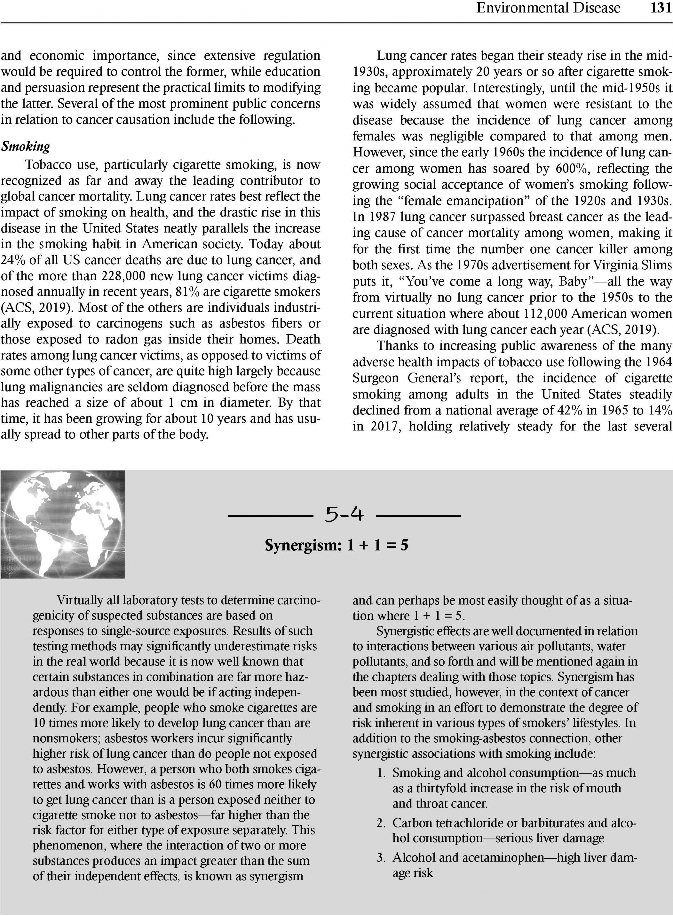 Environmental Disease 131
and economic importance, since extensive regulation
would be required to control the former, while education
and persuasion represent the practical limits to modifying
the latter. Several of the most prominent public concerns
in relation to cancer causation include the following.
Smoking
Tobacco use, particularly cigarette smoking, is now
recognized as far and away the leading contributor to
global cancer mortality. Lung cancer rates best reflect the
impact of smoking on health, and the drastic rise in this
disease in the United States neatly parallels the increase
in the smoking habit in American society. Today about
24% of all US cancer deaths are due to lung cancer, and
of the more than 228,000 new lung cancer victims diag-
nosed annually in recent years, 81% are cigarette smokers
(ACS, 2019). Most of the others are individuals industri-
ally exposed to carcinogens such as asbestos fibers or
those exposed to radon gas inside their homes. Death
rates among lung cancer victims, as opposed to victims of
some other types of cancer, are quite high largely because
lung malignancies are seldom diagnosed before the mass
has reached a size of about 1 cm in diameter. By that
time, it has been growing for about 10 years and has usu-
ally spread to other parts of the body.
Lung cancer rates began their steady rise in the mid-
1930s, approximately 20 years or so after cigarette smok-
ing became popular. Interestingly, until the mid-1950s it
was widely assumed that women were resistant to the
disease because the incidence of lung cancer among
females was negligible compared to that among men.
However, since the early 1960s the incidence of lung can-
cer among women has soared by 600%, reflecting the
growing social acceptance of women's smoking follow-
ing the "female emancipation" of the 1920s and 1930s.
In 1987 lung cancer surpassed breast cancer as the lead-
ing cause of cancer mortality among women, making it
for the first time the number one cancer killer among
both sexes. As the 1970s advertisement for Virginia Slims
puts it, "You've come a long way, Baby"—all the way
from virtually no lung cancer prior to the 1950s to the
current situation where about 112,000 American women
are diagnosed with lung cancer each year (ACS, 2019).
Thanks to increasing public awareness of the many
adverse health impacts of tobacco use following the 1964
Surgeon General's report, the incidence of cigarette
smoking among adults in the United States steadily
declined from a national average of 42% in 1965 to 14%
in 2017, holding relatively steady for the last several
5-4
Synergism: 1 + 1 = 5
Virtually all laboratory tests to determine carcino-
genicity of suspected substances are based on
responses to single-source exposures. Results of such
testing methods may significantly underestimate risks
in the real world because it is now well known that
certain substances in combination are far more haz-
ardous than either one would be if acting indepen-
dently. For example, people who smoke cigarettes are
10 times more likely to develop lung cancer than are
nonsmokers; asbestos workers incur significantly
higher risk of lung cancer than do people not exposed
to asbestos. However, a person who both smokes ciga-
rettes and works with asbestos is 60 times more likely
to get lung cancer than is a person exposed neither to
cigarette smoke nor to asbestos—far higher than the
risk factor for either type of exposure separately. This
phenomenon, where the interaction of two or more
substances produces an impact greater than the sum
of their independent effects, is known as synergism
and can perhaps be most easily thought of as a situa-
tion where 1 + 1 = 5.
Synergistic effects are well documented in relation
to interactions between various air pollutants, water
pollutants, and so forth and will be mentioned again in
the chapters dealing with those topics. Synergism has
been most studied, however, in the context of cancer
and smoking in an effort to demonstrate the degree of
risk inherent in various types of smokers' lifestyles. In
addition to the smoking-asbestos connection, other
synergistic associations with smoking include:
1. Smoking and alcohol consumption—as much
as a thirtyfold increase in the risk of mouth
and throat cancer.
2. Carbon tetrachloride or barbiturates and alco-
hol consumption—serious liver damage
3. Alcohol and acetaminophen—high liver dam-
age risk